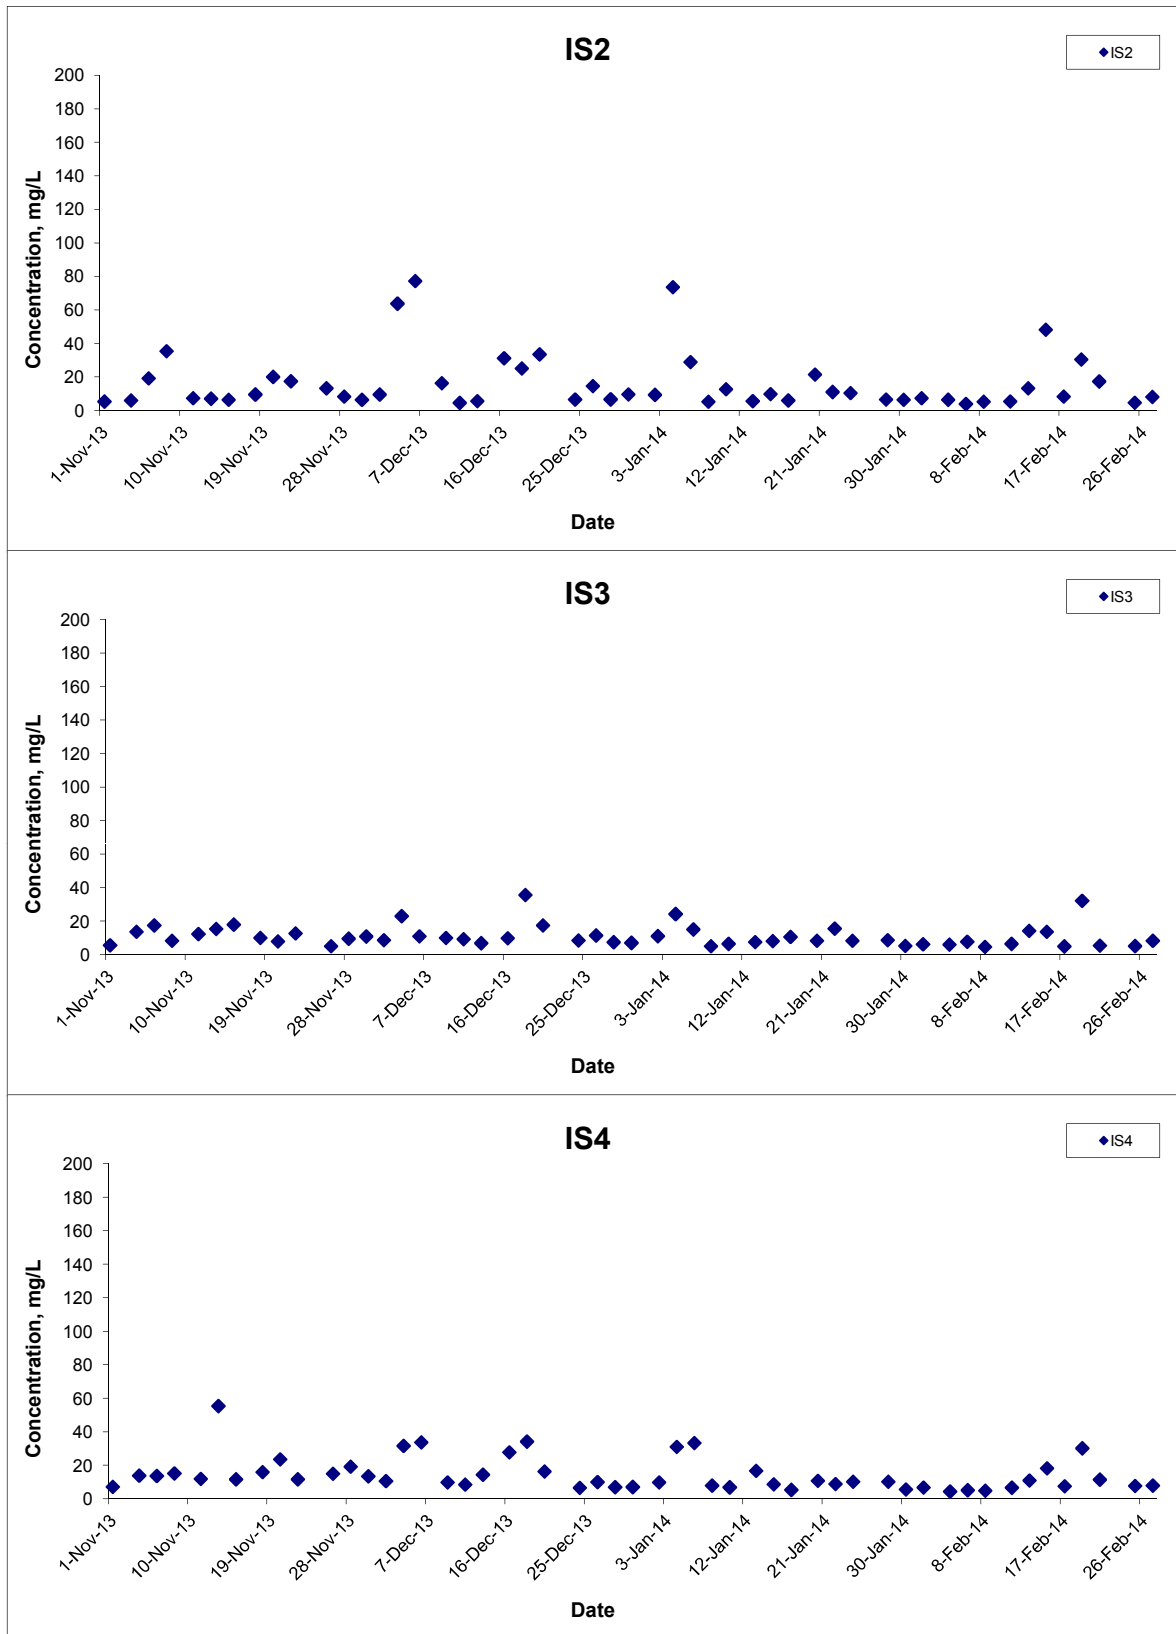 IS2
IS2
Concentration, mg/L
200
180
160
140
120
100
80
60
40
20
0
1-Nov-13
10-Nov-13
19-Nov-13
28-Nov-13
7-Dec-13
16-Dec-13
25-Dec-13
3-Jan-14
12-Jan-14
21-Jan-14
30-Jan-14
8-Feb-14
17-Feb-14
26-Feb-14
Date
IS3
IS3
Concentration, mg/L
200
180
160
140
120
100
80
60
40
20
0
1-Nov-13
10-Nov-13
19-Nov-13
28-Nov-13
7-Dec-13
16-Dec-13
25-Dec-13
3-Jan-14
12-Jan-14
21-Jan-14
30-Jan-14
8-Feb-14
17-Feb-14
26-Feb-14
Date
IS4
IS4
Concentration, mg/L
200
180
160
140
120
100
80
60
40
20
0
1-Nov-13
10-Nov-13
19-Nov-13
28-Nov-13
7-Dec-13
16-Dec-13
25-Dec-13
3-Jan-14
12-Jan-14
21-Jan-14
30-Jan-14
8-Feb-14
17-Feb-14
26-Feb-14
Date